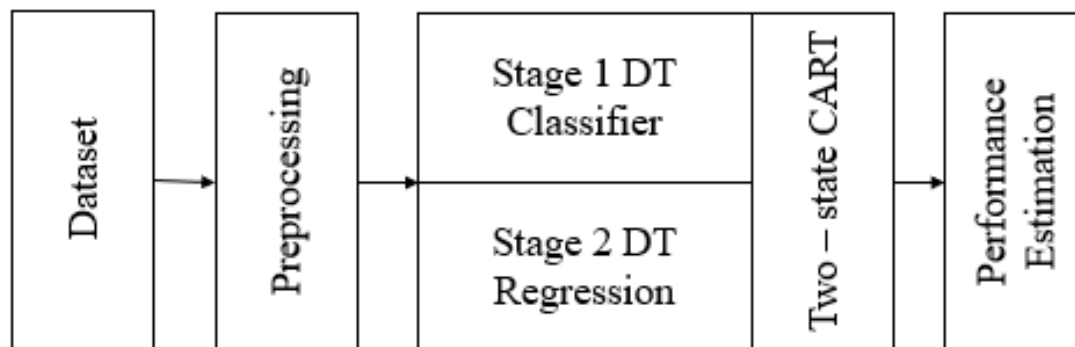 Dataset
Preprocessing
Stage 1 DT
Classifier
Stage 2 DT
Regression
Two – state CART
Performance
Estimation